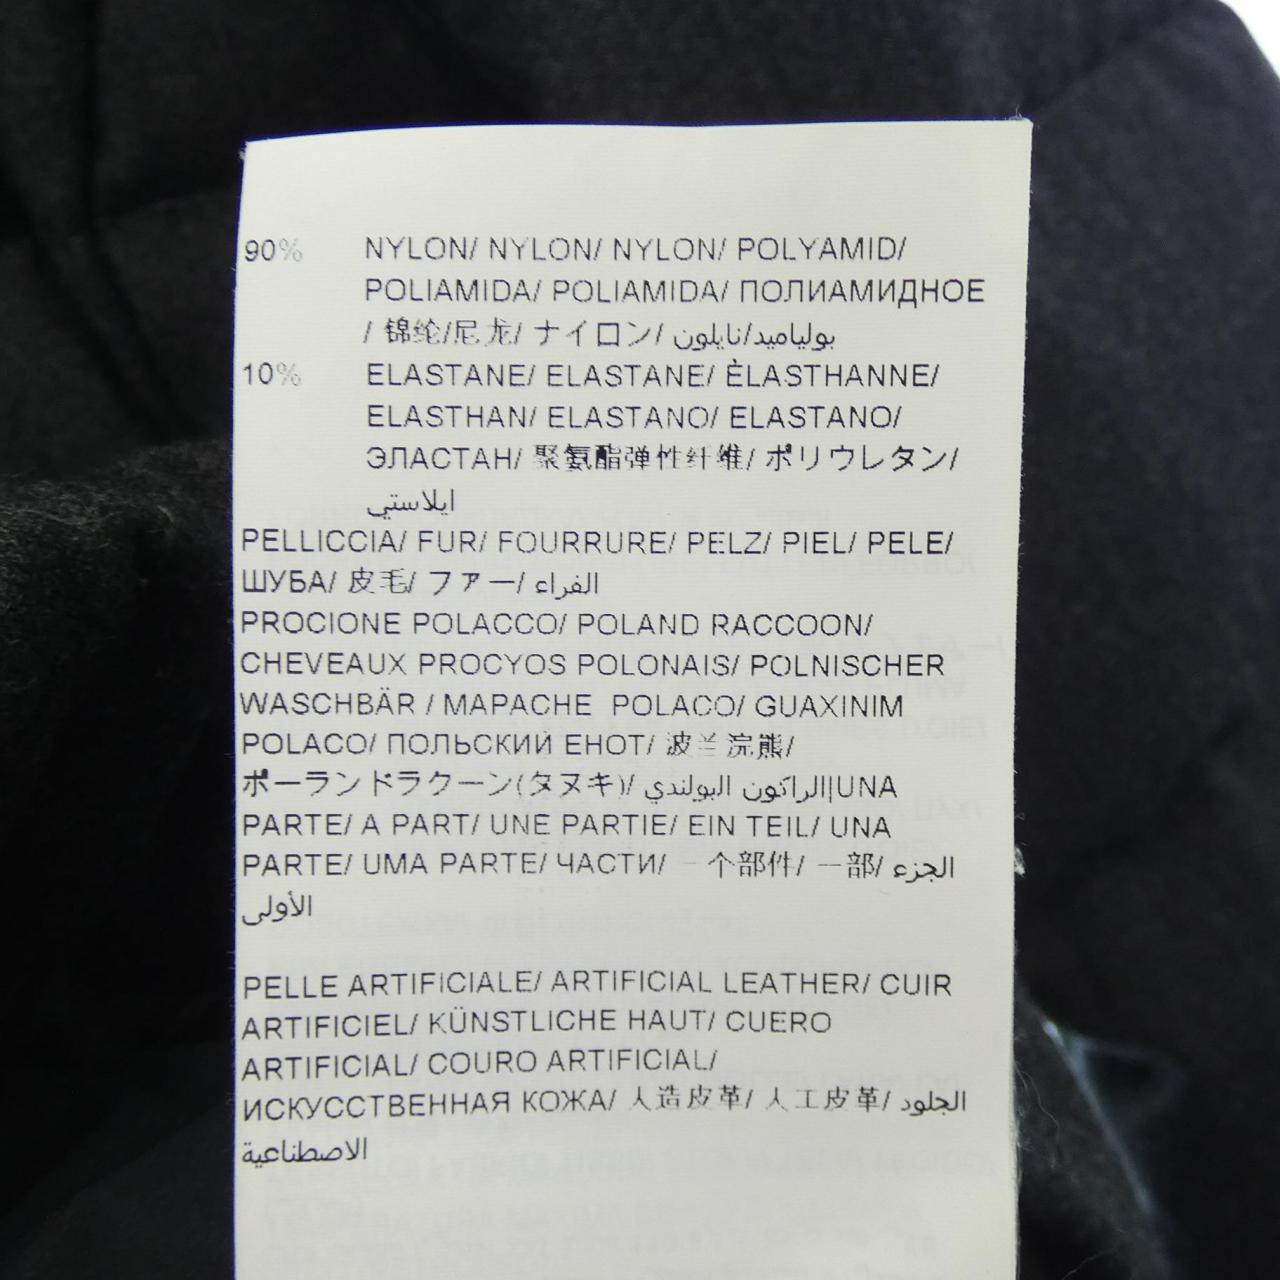 90% NYLON/ NYLON/ NYLON/ POLYAMID/
POLIAMIDA/ POLIAMIDA/ ПОЛИАМИДНОЕ
/ 锦纶/尼龙/ ナイロン/ بولياميد/نايلون
10% ELASTANE/ ELASTANE/ ÈLASTHANNE/
ELASTHAN/ ELASTANO/ ELASTANO/
ЭЛАСТАН/ 聚氨酯弹性纤维/ ポリウレタン/
ايلاستي
PELLICCIA/ FUR/ FOURRURE/ PELZ/ PIEL/ PELE/
ШУБА/ 皮毛/ ファー/ الفراء
PROCIONE POLACCO/ POLAND RACCOON/
CHEVEAUX PROCYOS POLONAIS/ POLNISCHER
WASCHBÄR / MAPACHE POLACO/ GUAXINIM
POLACO/ ПОЛЬСКИЙ ЕНОТ/ 波兰浣熊/
ポーランドラクーン(タヌキ)/ الراكون البولندي||UNA
PARTE/ A PART/ UNE PARTIE/ EIN TEIL/ UNA
PARTE/ UMA PARTE/ ЧАСТИ/ 一个部件/ 一部/ الجزء
الأولى
PELLE ARTIFICIALE/ ARTIFICIAL LEATHER/ CUIR
ARTIFICIEL/ KÜNSTLICHE HAUT/ CUERO
ARTIFICIAL/ COURO ARTIFICIAL/
ИСКУССТВЕННАЯ КОЖА/ 人造皮革/ 人工皮革/ الجلود
الاصطناعية